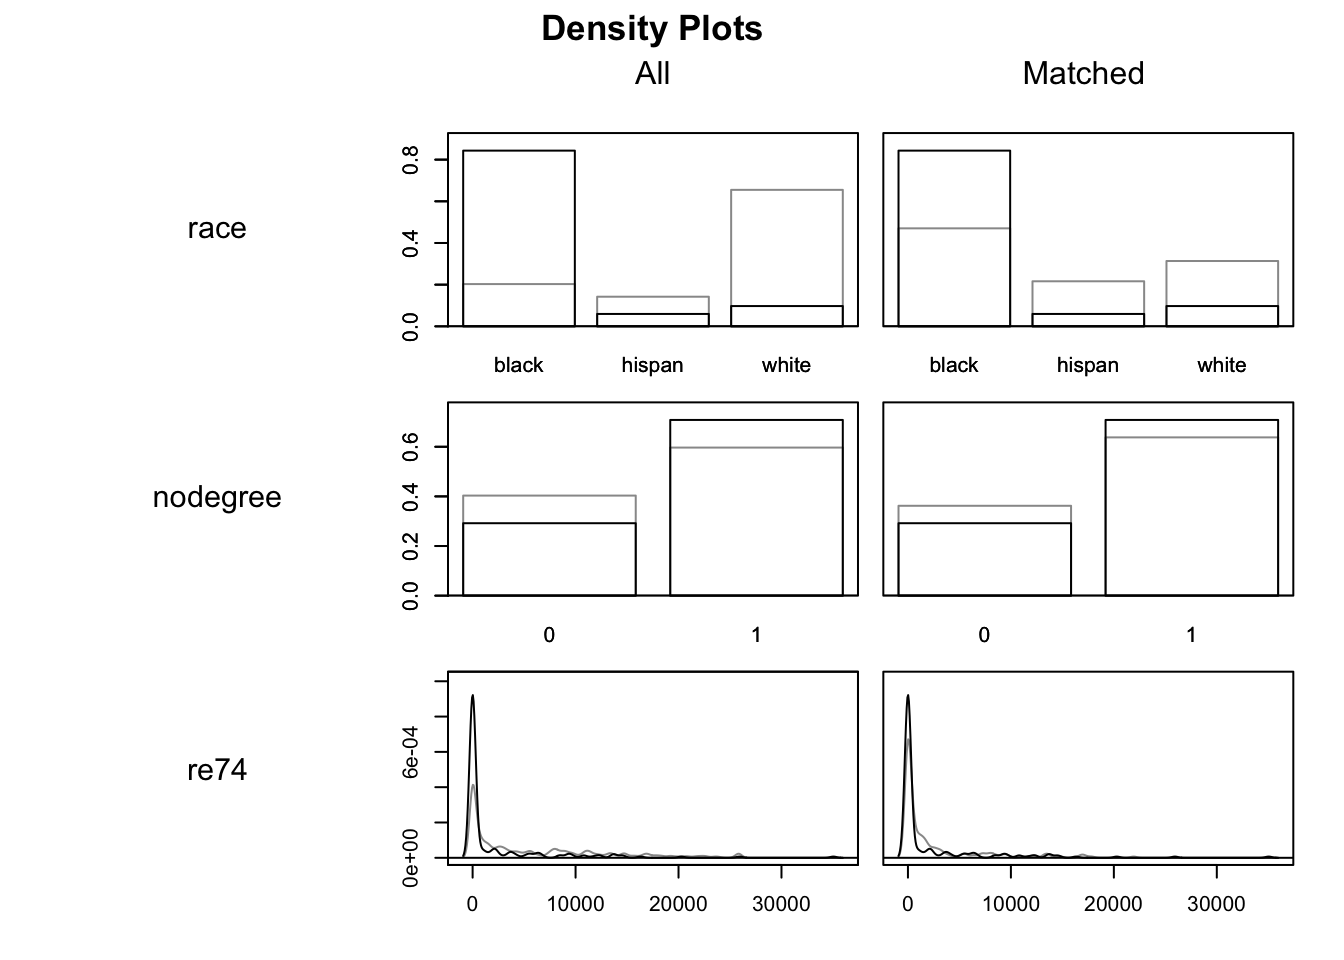 Density Plots
All Matched
race
0.0 0.4 0.8
black hispan white black hispan white
nodegree
0.0 0.2 0.4 0.6
0 1 0 1
re74
0e+00 6e-04
0 10000 20000 30000 0 10000 20000 30000